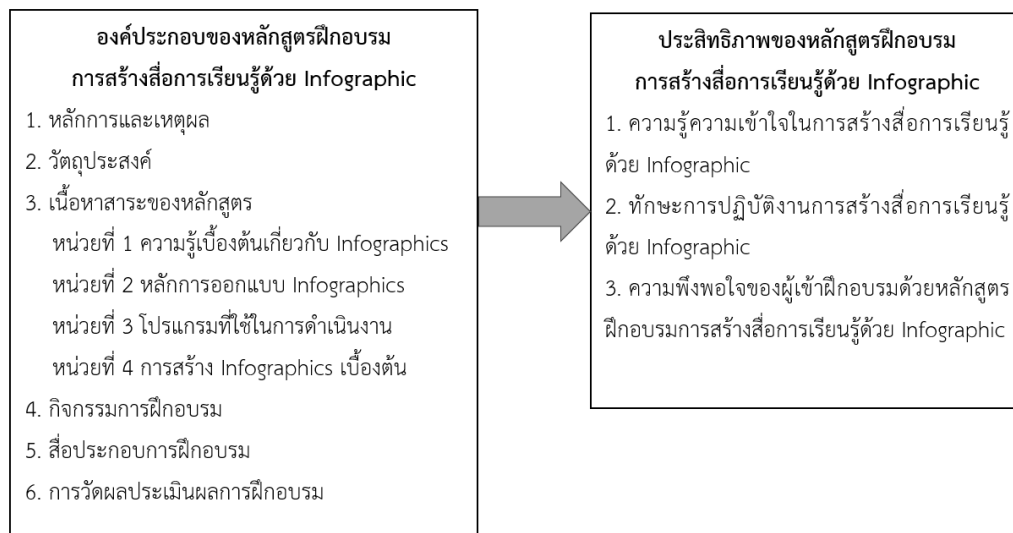 องค์ประกอบของหลักสูตรฝึกอบรม
การสร้างสื่อการเรียนรู้ด้วย Infographic
1. หลักการและเหตุผล
2. วัตถุประสงค์
3. เนื้อหาสาระของหลักสูตร
หน่วยที่ 1 ความรู้เบื้องต้นเกี่ยวกับ Infographics
หน่วยที่ 2 หลักการออกแบบ Infographics
หน่วยที่ 3 โปรแกรมที่ใช้ในการดำเนินงาน
หน่วยที่ 4 การสร้าง Infographics เบื้องต้น
4. กิจกรรมการฝึกอบรม
5. สื่อประกอบการฝึกอบรม
6. การวัดผลประเมินผลการฝึกอบรม
ประสิทธิภาพของหลักสูตรฝึกอบรม
การสร้างสื่อการเรียนรู้ด้วย Infographic
1. ความรู้ความเข้าใจในการสร้างสื่อการเรียนรู้
ด้วย Infographic
2. ทักษะการปฏิบัติงานการสร้างสื่อการเรียนรู้
ด้วย Infographic
3. ความพึงพอใจของผู้เข้าฝึกอบรมด้วยหลักสูตร
ฝึกอบรมการสร้างสื่อการเรียนรู้ด้วย Infographic